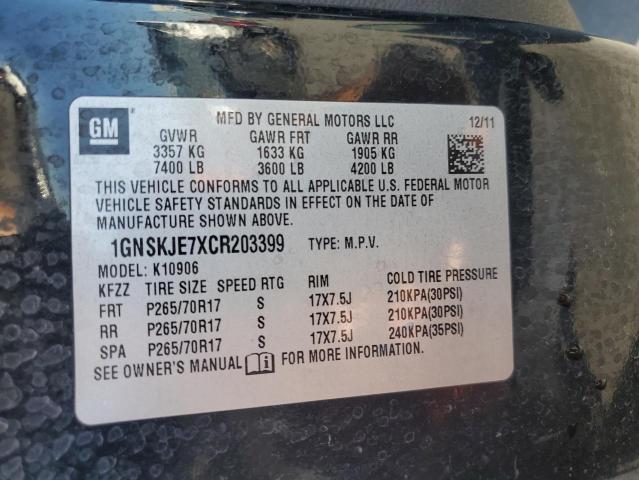 GM
MFD BY GENERAL MOTORS LLC 12/11
GVWR GAWR FRT GAWR RR
3357 KG 1633 KG 1905 KG
7400 LB 3600 LB 4200 LB
THIS VEHICLE CONFORMS TO ALL APPLICABLE U.S. FEDERAL MOTOR
VEHICLE SAFETY STANDARDS IN EFFECT ON THE DATE OF
MANUFACTURE SHOWN ABOVE.
1GNSKJE7XCR203399 TYPE: M.P.V.
MODEL: K10906
KFZZ TIRE SIZE SPEED RTG RIM COLD TIRE PRESSURE
FRT P265/70R17 S 17X7.5J 210KPA(30PSI)
RR P265/70R17 S 17X7.5J 210KPA(30PSI)
SPA P265/70R17 S 17X7.5J 240KPA(35PSI)
SEE OWNER'S MANUAL FOR MORE INFORMATION.